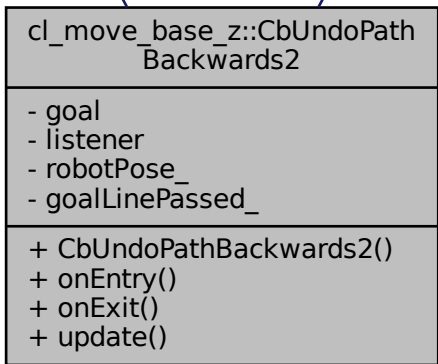 cl_move_base_z::CbUndoPath
Backwards2
- goal
- listener
- robotPose_
- goalLinePassed_
+ CbUndoPathBackwards2()
+ onEntry()
+ onExit()
+ update()